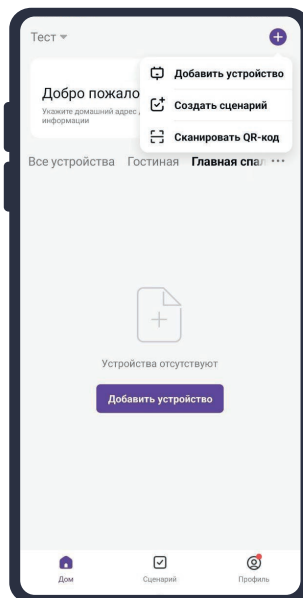 Тест
Добавить устройство
Добро пожало
Создать сценарий
Укажите домашний адрес
информации
Сканировать QR-код
Все устройства Гостиная Главная спал ...
Устройства отсутствуют
Добавить устройство
Дом Сценарий Профиль